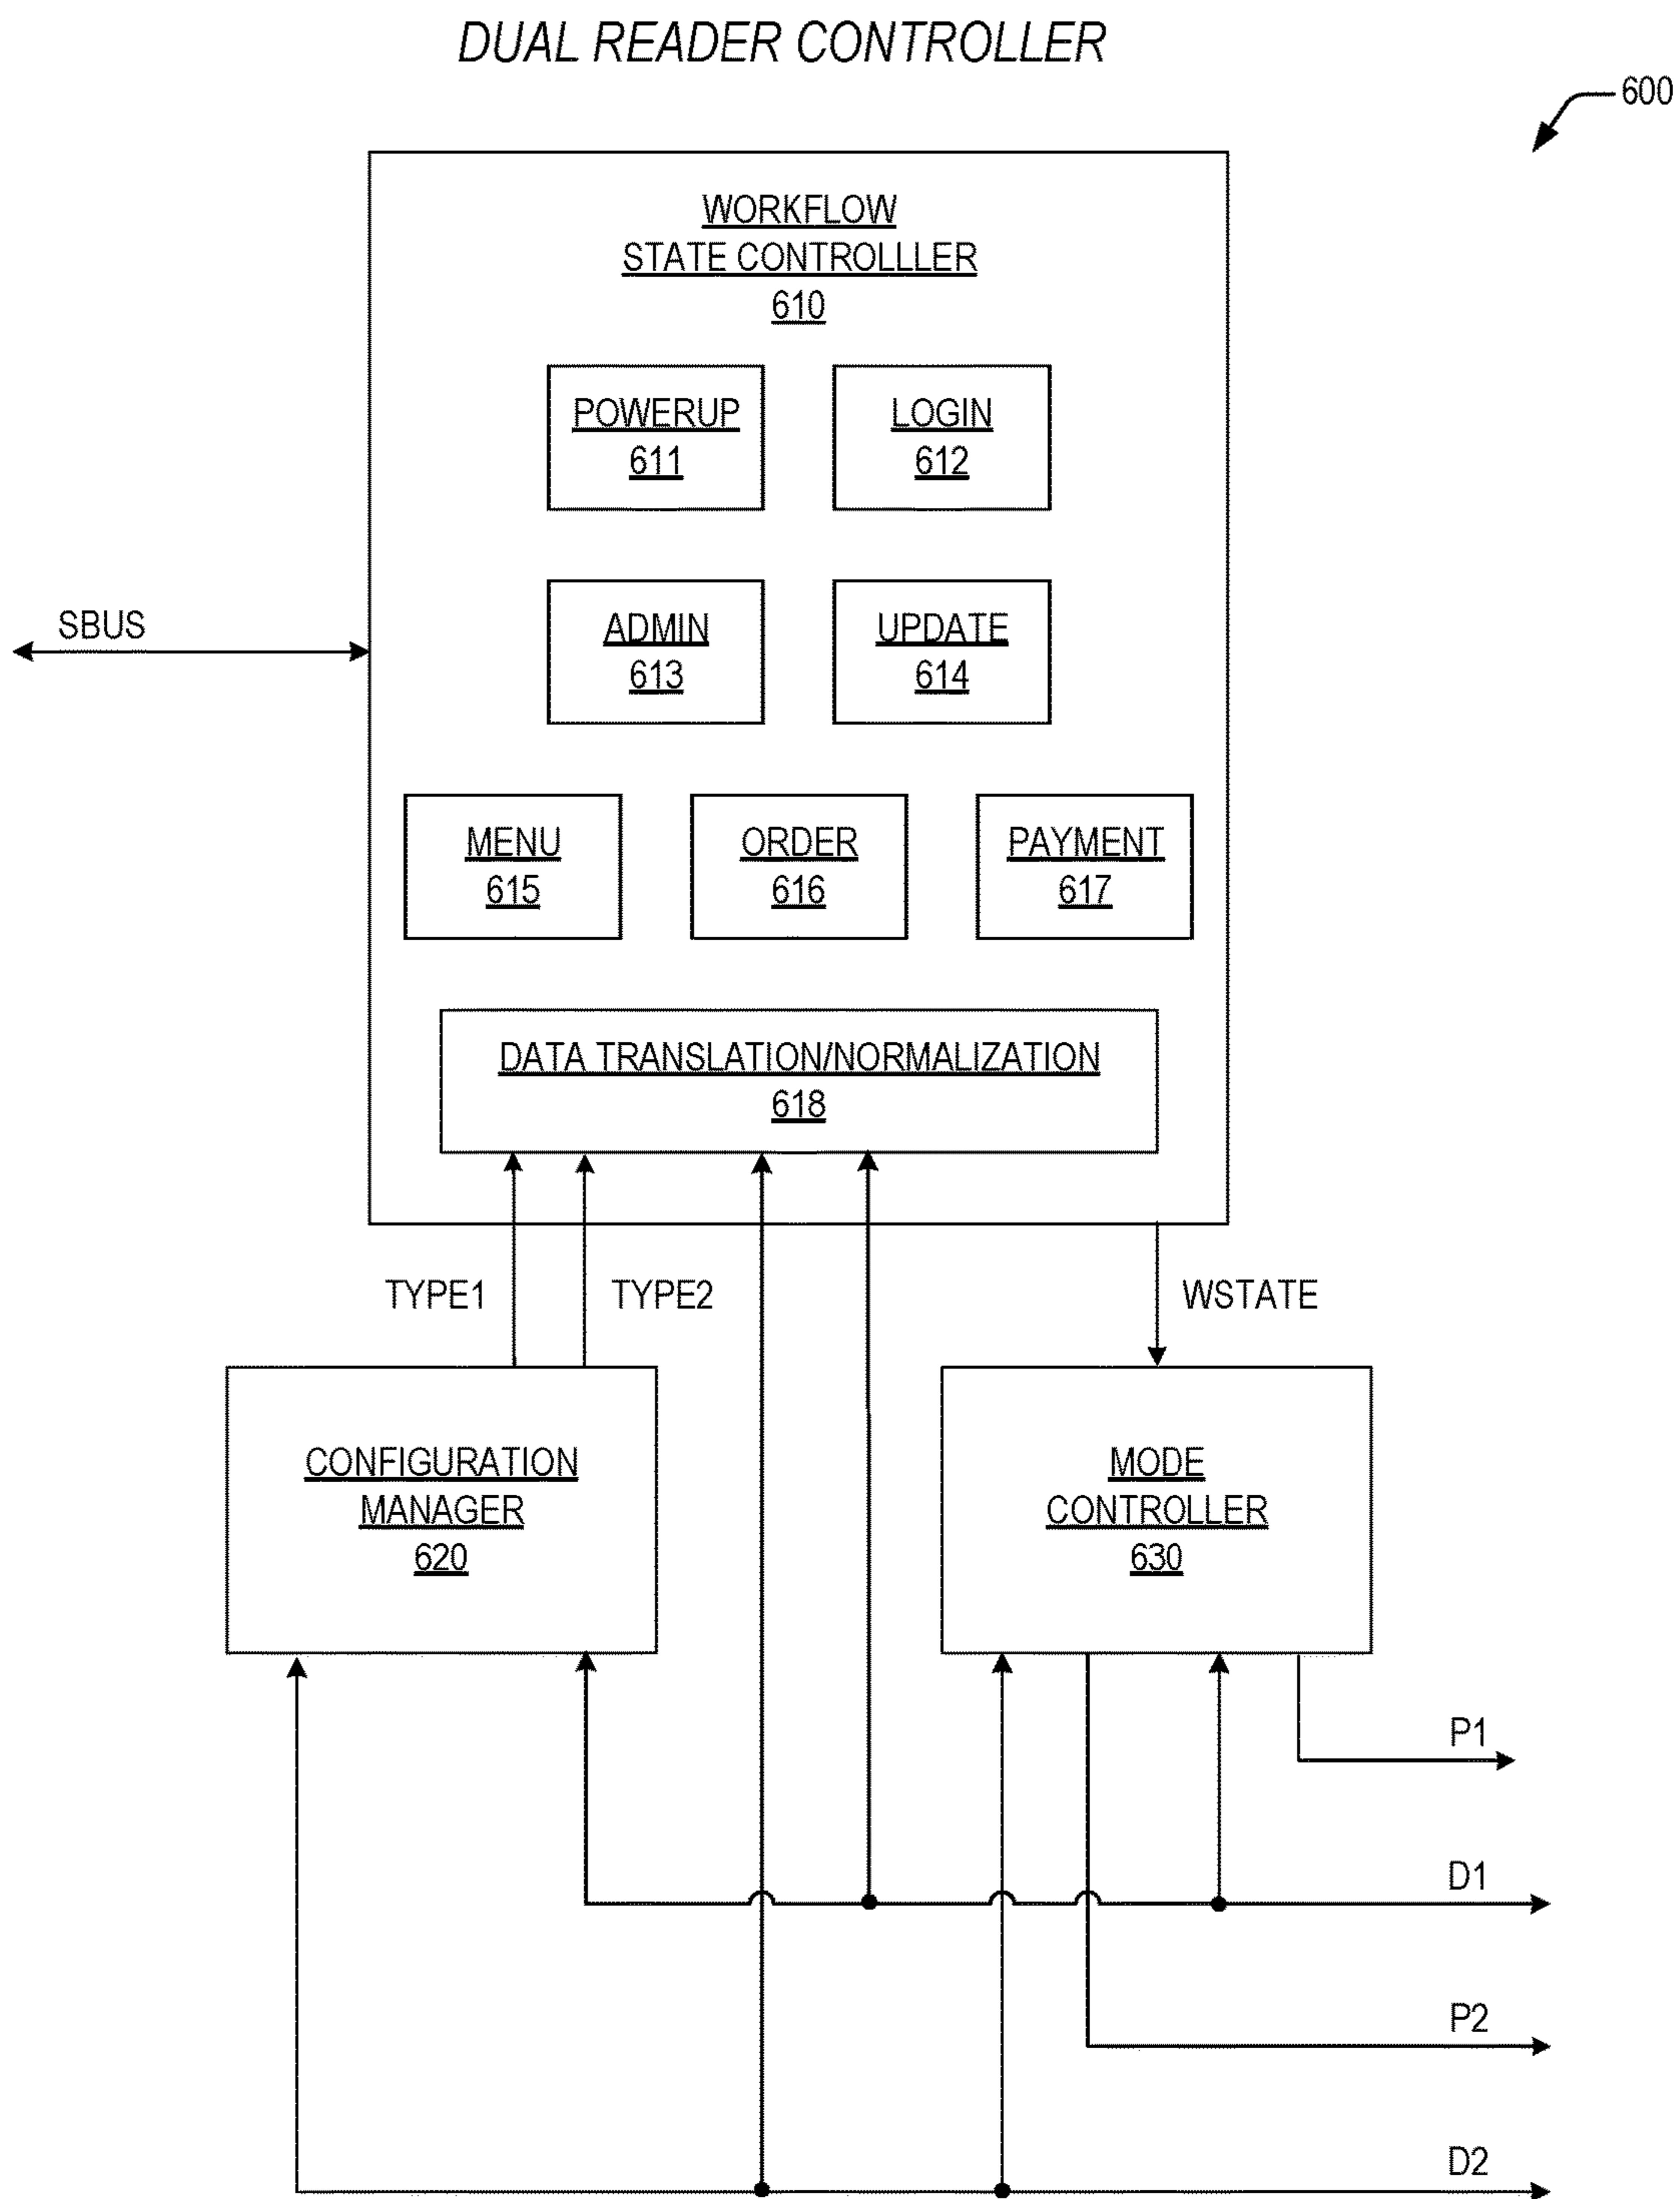 DUAL READER CONTROLLER
600
WORKFLOW
STATE CONTROLLLER
610
POWERUP
611
LOGIN
612
ADMIN
613
UPDATE
614
SBUS
MENU
615
ORDER
616
PAYMENT
617
DATA TRANSLATION/NORMALIZATION
618
TYPE1
TYPE2
WSTATE
CONFIGURATION
MANAGER
620
MODE
CONTROLLER
630
P1
D1
P2
D2